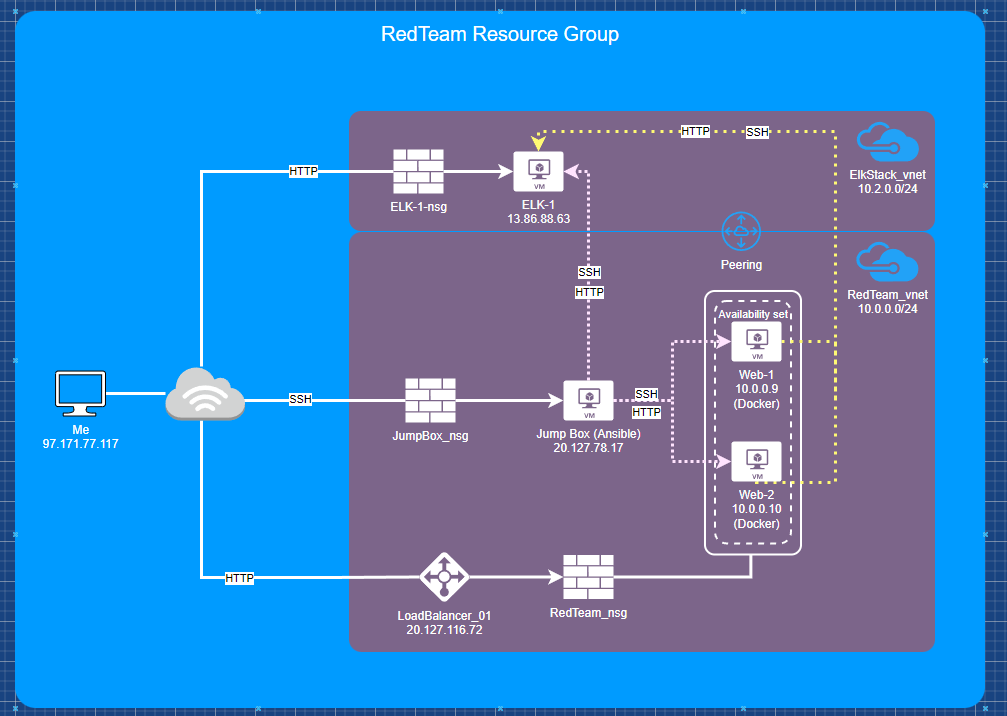 RedTeam Resource Group
HTTP
SSH
ElkStack_vnet
10.2.0.0/24
HTTP
ELK-1-nsg
VM
ELK-1
13.86.88.63
Peering
SSH
HTTP
RedTeam_vnet
10.0.0.0/24
Availability set
VM
Web-1
10.0.0.9
(Docker)
Me
97.171.77.117
SSH
JumpBox_nsg
VM
Jump Box (Ansible)
20.127.78.17
SSH
HTTP
VM
Web-2
10.0.0.10
(Docker)
HTTP
LoadBalancer_01
20.127.116.72
RedTeam_nsg